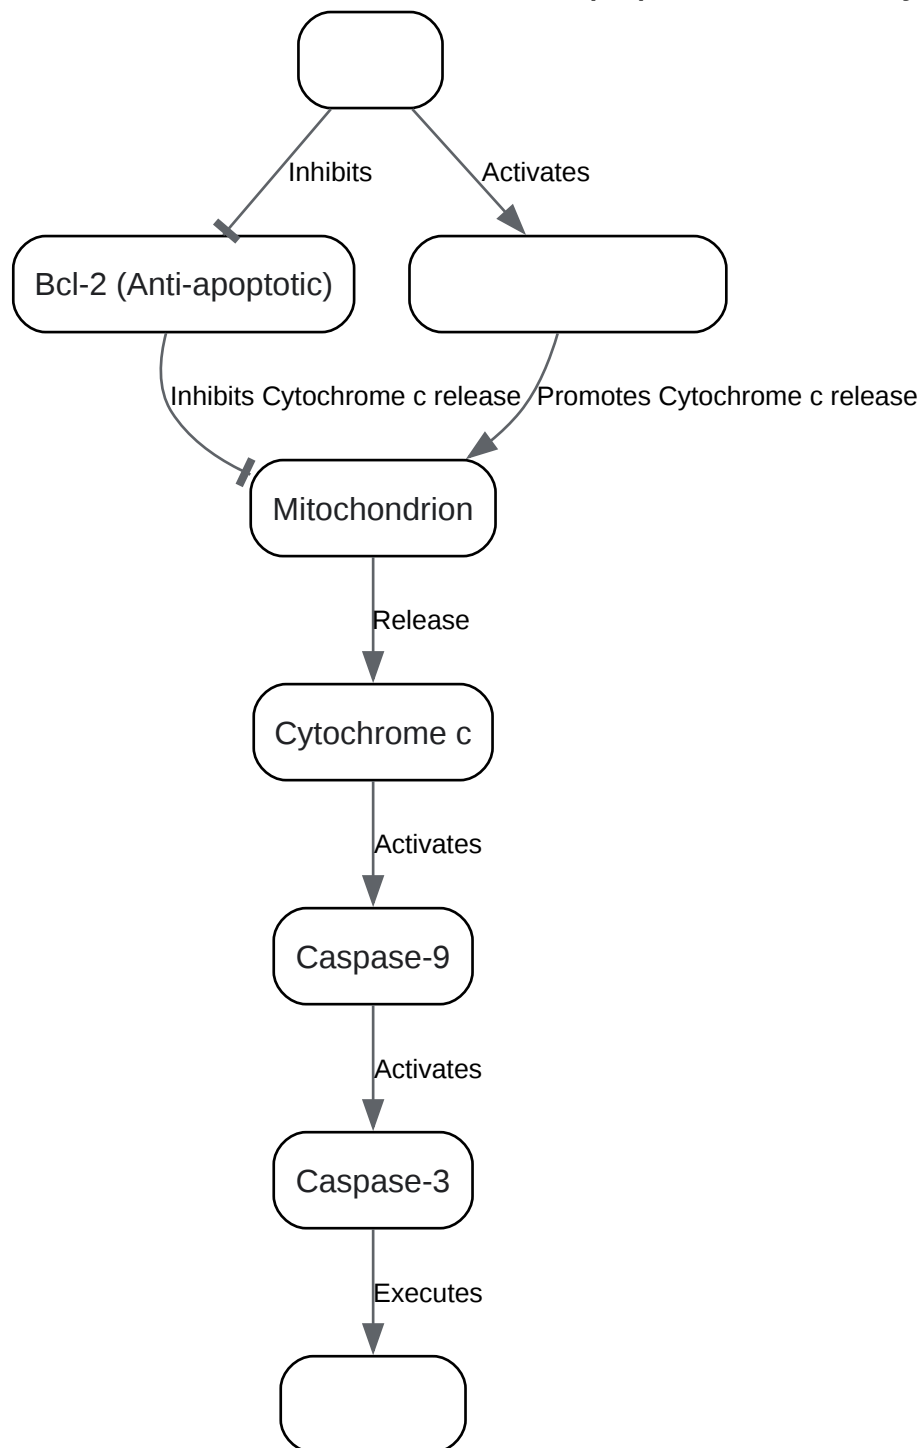 Inhibits
Activates
Bcl-2 (Anti-apoptotic)
Inhibits Cytochrome c release
Promotes Cytochrome c release
Mitochondrion
Release
Cytochrome c
Activates
Caspase-9
Activates
Caspase-3
Executes